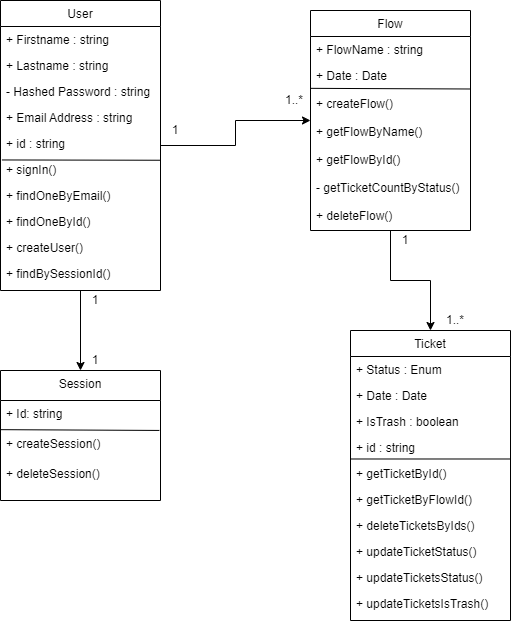 User
+ Firstname : string
+ Lastname : string
- Hashed Password : string
+ Email Address : string
+ id : string
+ signIn()
+ findOneByEmail()
+ findOneById()
+ createUser()
+ findBySessionId()
1
1..*
Flow
+ FlowName : string
+ Date : Date
+ createFlow()
+ getFlowByName()
+ getFlowById()
- getTicketCountByStatus()
+ deleteFlow()
1
1
Session
+ Id: string
+ createSession()
+ deleteSession()
1
1..*
Ticket
+ Status : Enum
+ Date : Date
+ IsTrash : boolean
+ id : string
+ getTicketById()
+ getTicketByFlowId()
+ deleteTicketsByIds()
+ updateTicketStatus()
+ updateTicketsStatus()
+ updateTicketsIsTrash()